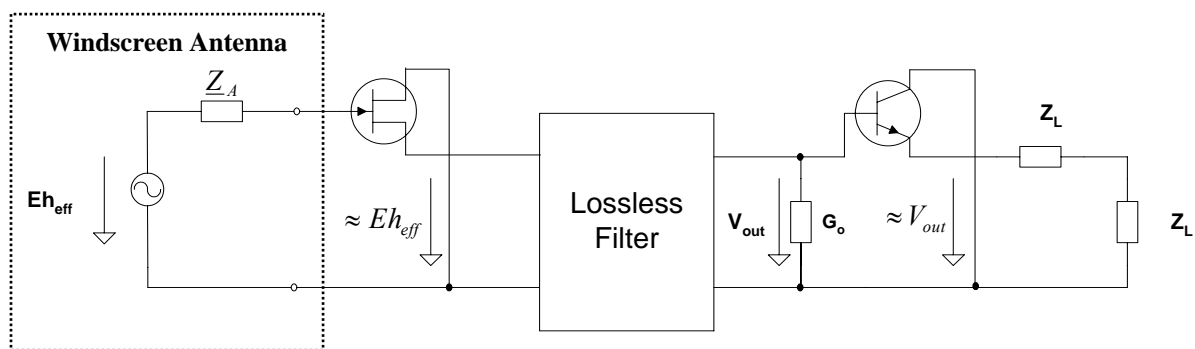 Windscreen Antenna
Z_A
Z_L
Eh_eff
≈ Eh_eff
Lossless
Filter
V_out
G_o
≈ V_out
Z_L